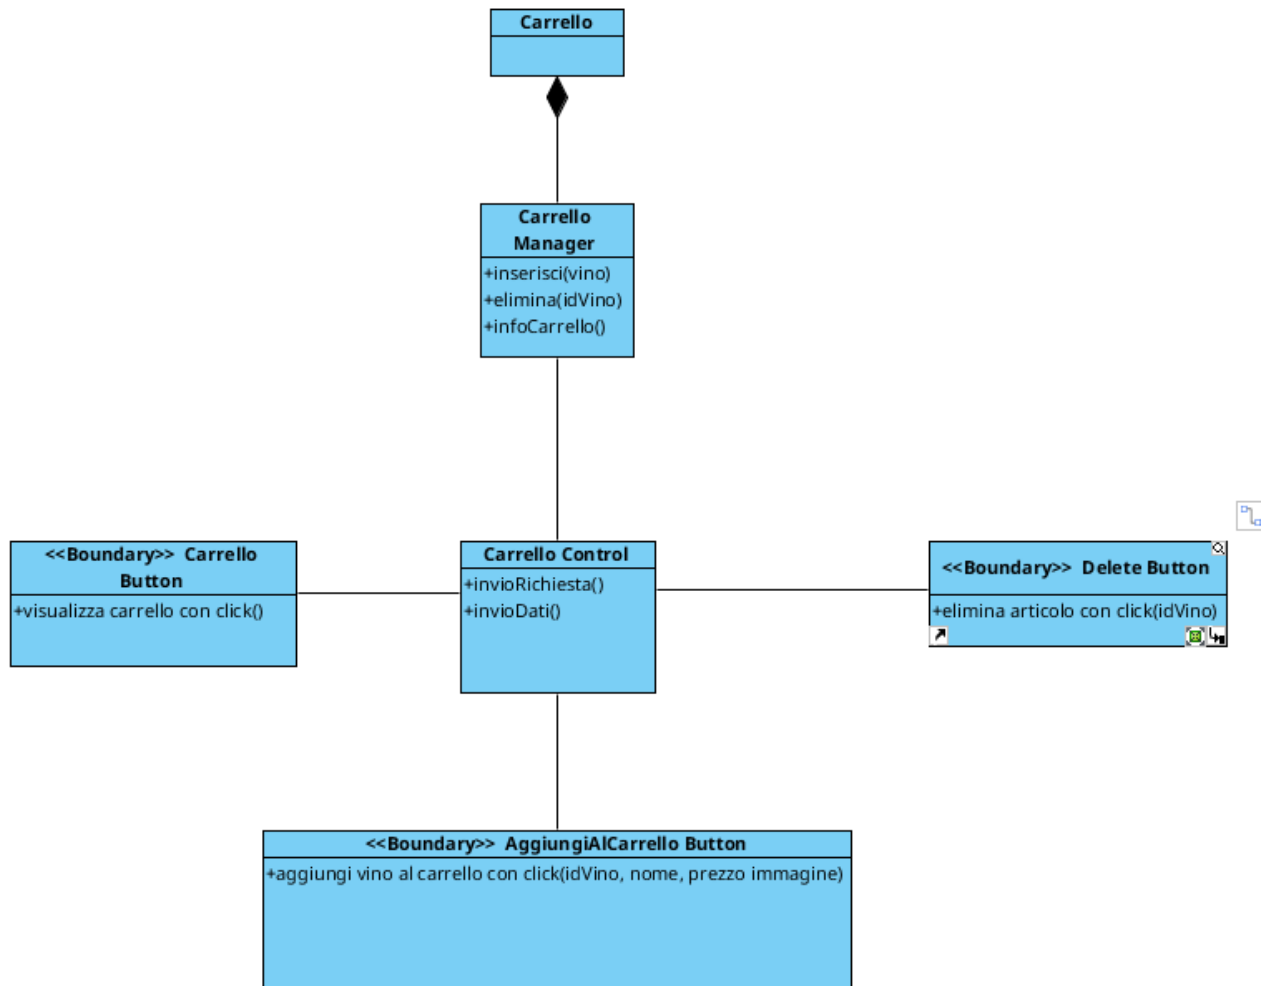 Carrello
Carrello
Manager
+inserisci(vino)
+elimina(idVino)
+infoCarrello()
<<Boundary>> Carrello
Button
+visualizza carrello con click()
Carrello Control
+invioRichiesta()
+invioDati()
<<Boundary>> Delete Button
+elimina articolo con click(idVino)
<<Boundary>> AggiungiAlCarrello Button
+aggiungi vino al carrello con click(idVino, nome, prezzo immagine)